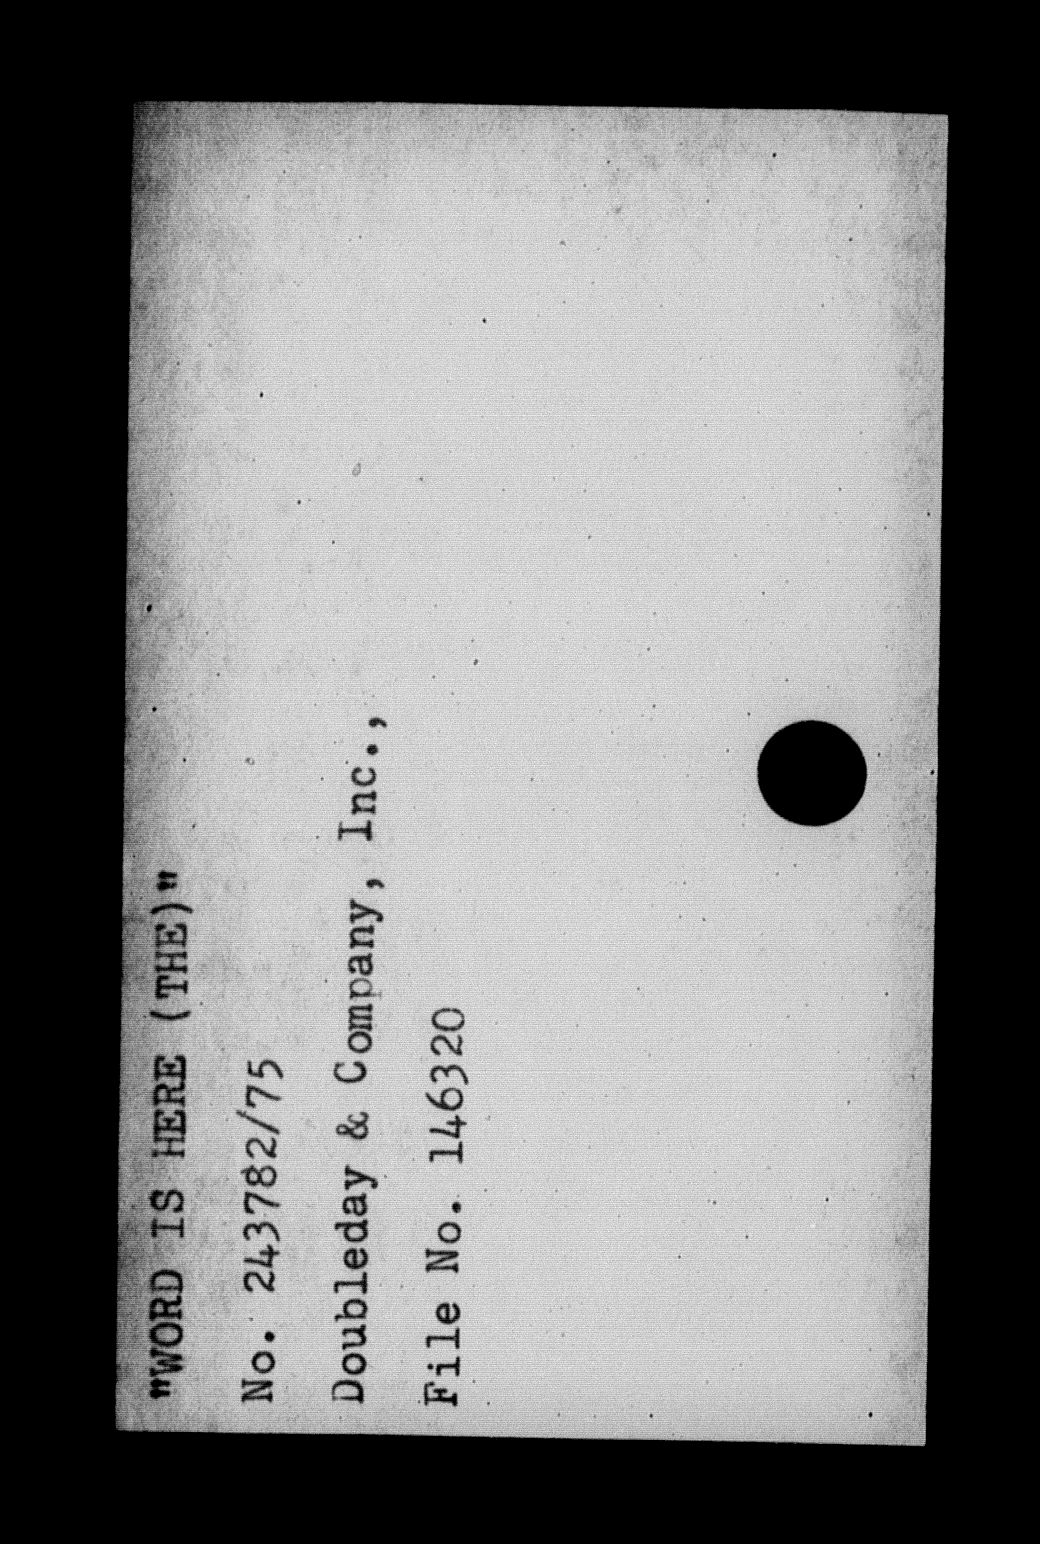 "WORD IS HERE (THE)"
No. 243782/75
Doubleday & Company, Inc.,
File No. 146320